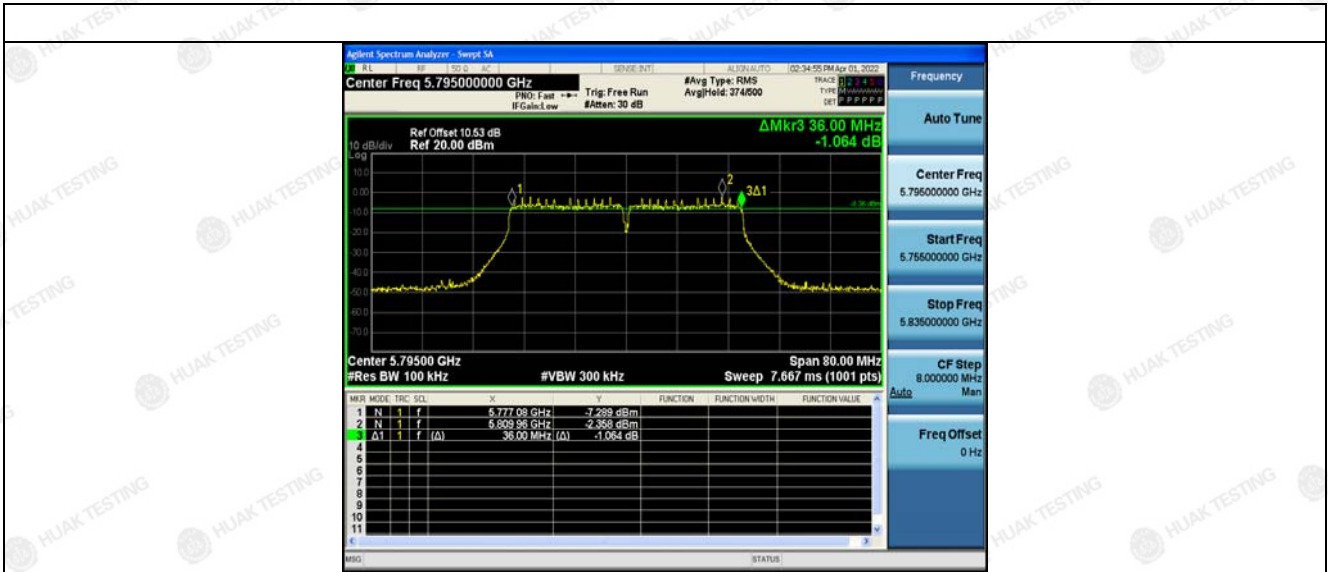 Agilent Spectrum Analyzer - Swept SA
RL RF 50 Ω AC SENSE:INT ALIGN AUTO 02:34:55 PM Apr 01, 2022
Center Freq 5.795000000 GHz
PNO: Fast
IFGain:Low
Trig: Free Run
#Atten: 30 dB
#Avg Type: RMS
Avg|Hold: 374/500
TRACE 1 2 3 4 5 6
TYPE
DET P P P P P P
Frequency
Auto Tune
Center Freq
5.795000000 GHz
Start Freq
5.755000000 GHz
Stop Freq
5.835000000 GHz
CF Step
8.000000 MHz
Auto Man
Freq Offset
0 Hz
ΔMkr3 36.00 MHz
-1.064 dB
Ref Offset 10.53 dB
10 dB/div Ref 20.00 dBm
Log
10.0
0.00
-10.0
-20.0
-30.0
-40.0
-50.0
-60.0
-70.0
1
2
3Δ1
Center 5.79500 GHz Span 80.00 MHz
#Res BW 100 kHz #VBW 300 kHz Sweep 7.667 ms (1001 pts)
MKR MODE TRC SCL X Y FUNCTION FUNCTION WIDTH FUNCTION VALUE
1 N 1 f 5.777 08 GHz -7.289 dBm
2 N 1 f 5.809 96 GHz -2.358 dBm
3 Δ1 1 f (Δ) 36.00 MHz (Δ) -1.064 dB
4
5
6
7
8
9
10
11
MSG STATUS
HUAK TESTING